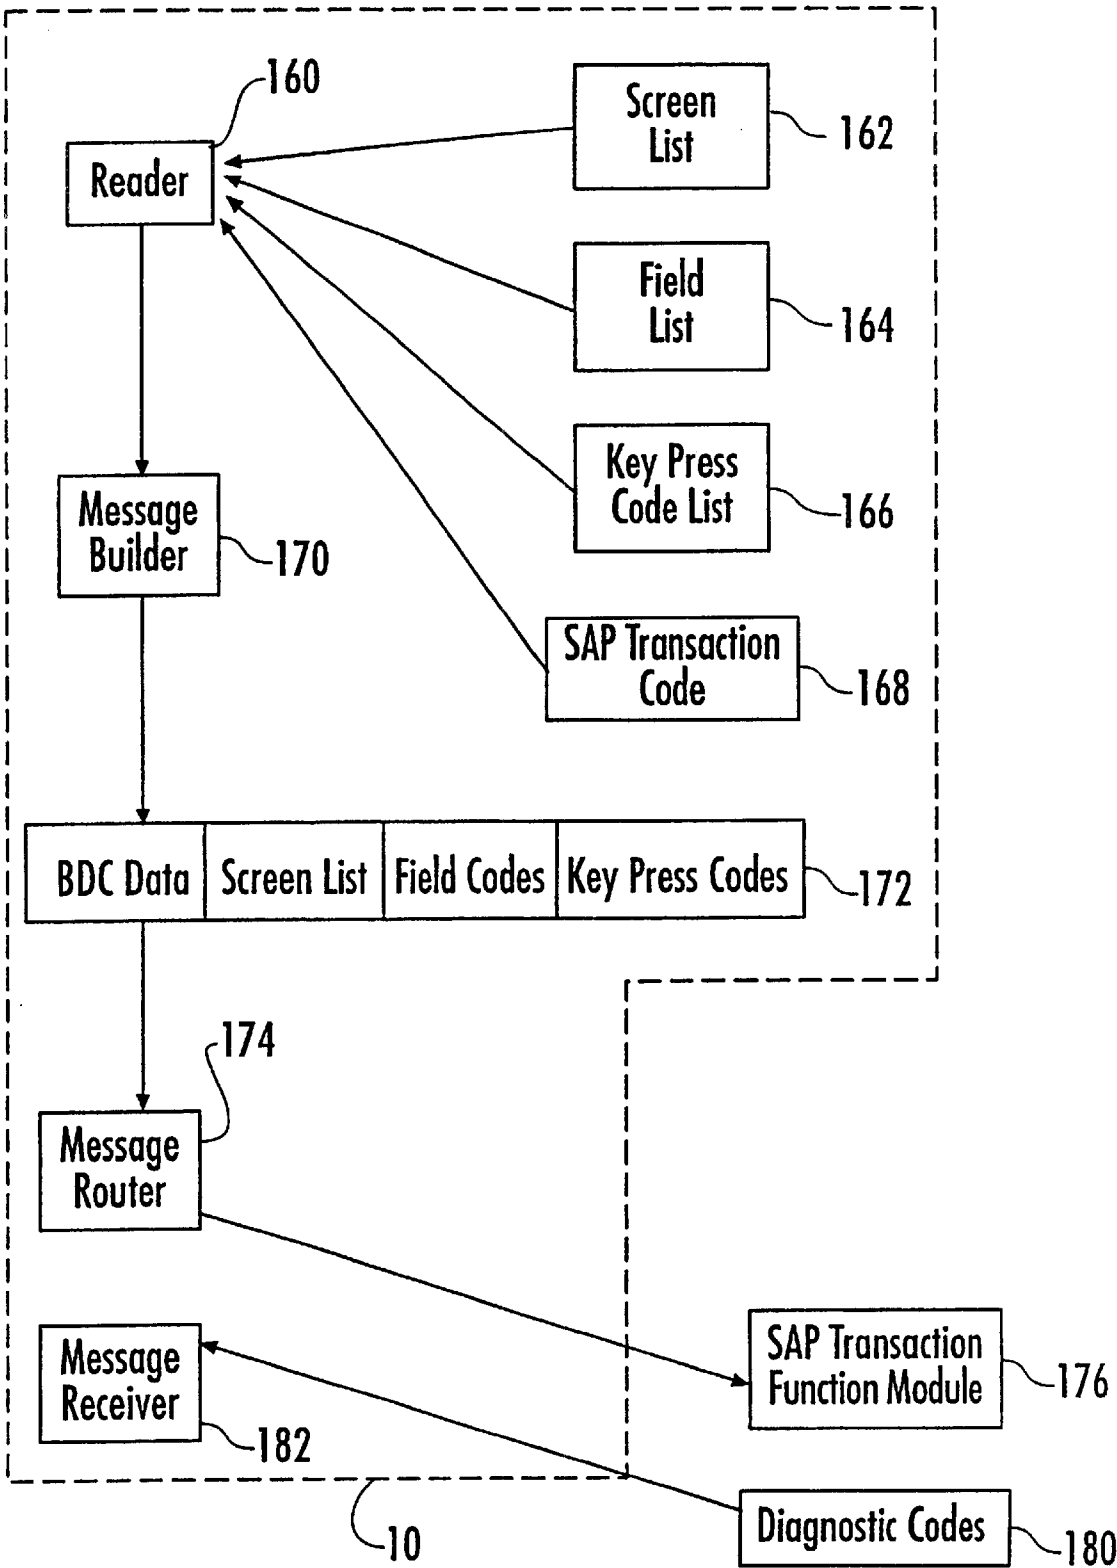 160
Screen
List
162
Reader
Field
List
164
Key Press
Code List
166
Message
Builder
170
SAP Transaction
Code
168
BDC Data Screen List Field Codes Key Press Codes
172
174
Message
Router
SAP Transaction
Function Module
176
Message
Receiver
182
10
Diagnostic Codes
180